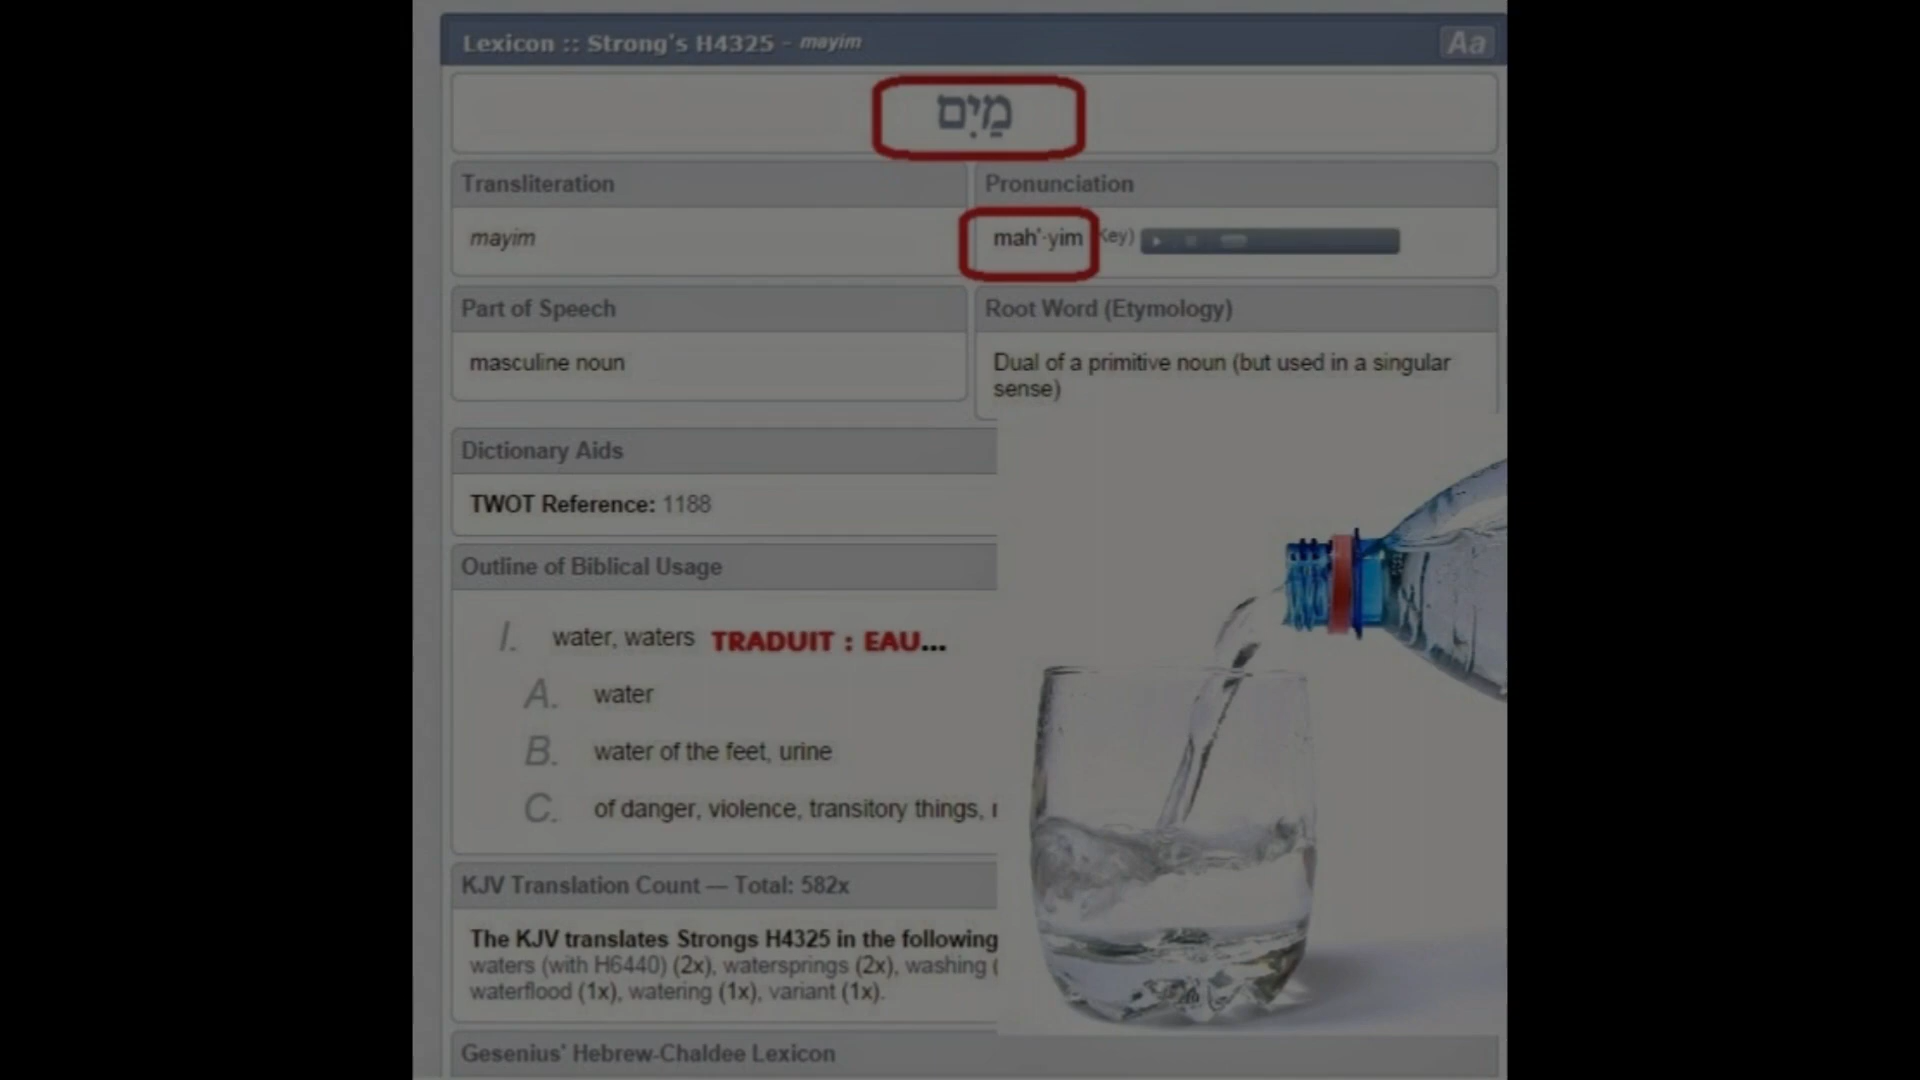 Lexicon :: Strong's H4325 - mayim
Aa
מַיִם
Transliteration
Pronunciation
mayim
mah'·yim
Key)
Part of Speech
Root Word (Etymology)
masculine noun
Dual of a primitive noun (but used in a singular
sense)
Dictionary Aids
TWOT Reference: 1188
Outline of Biblical Usage
I. water, waters TRADUIT : EAU...
A. water
B. water of the feet, urine
C. of danger, violence, transitory things,
KJV Translation Count — Total: 582x
The KJV translates Strongs H4325 in the following
waters (with H6440) (2x), watersprings (2x), washing (
waterflood (1x), watering (1x), variant (1x).
Gesenius' Hebrew-Chaldee Lexicon